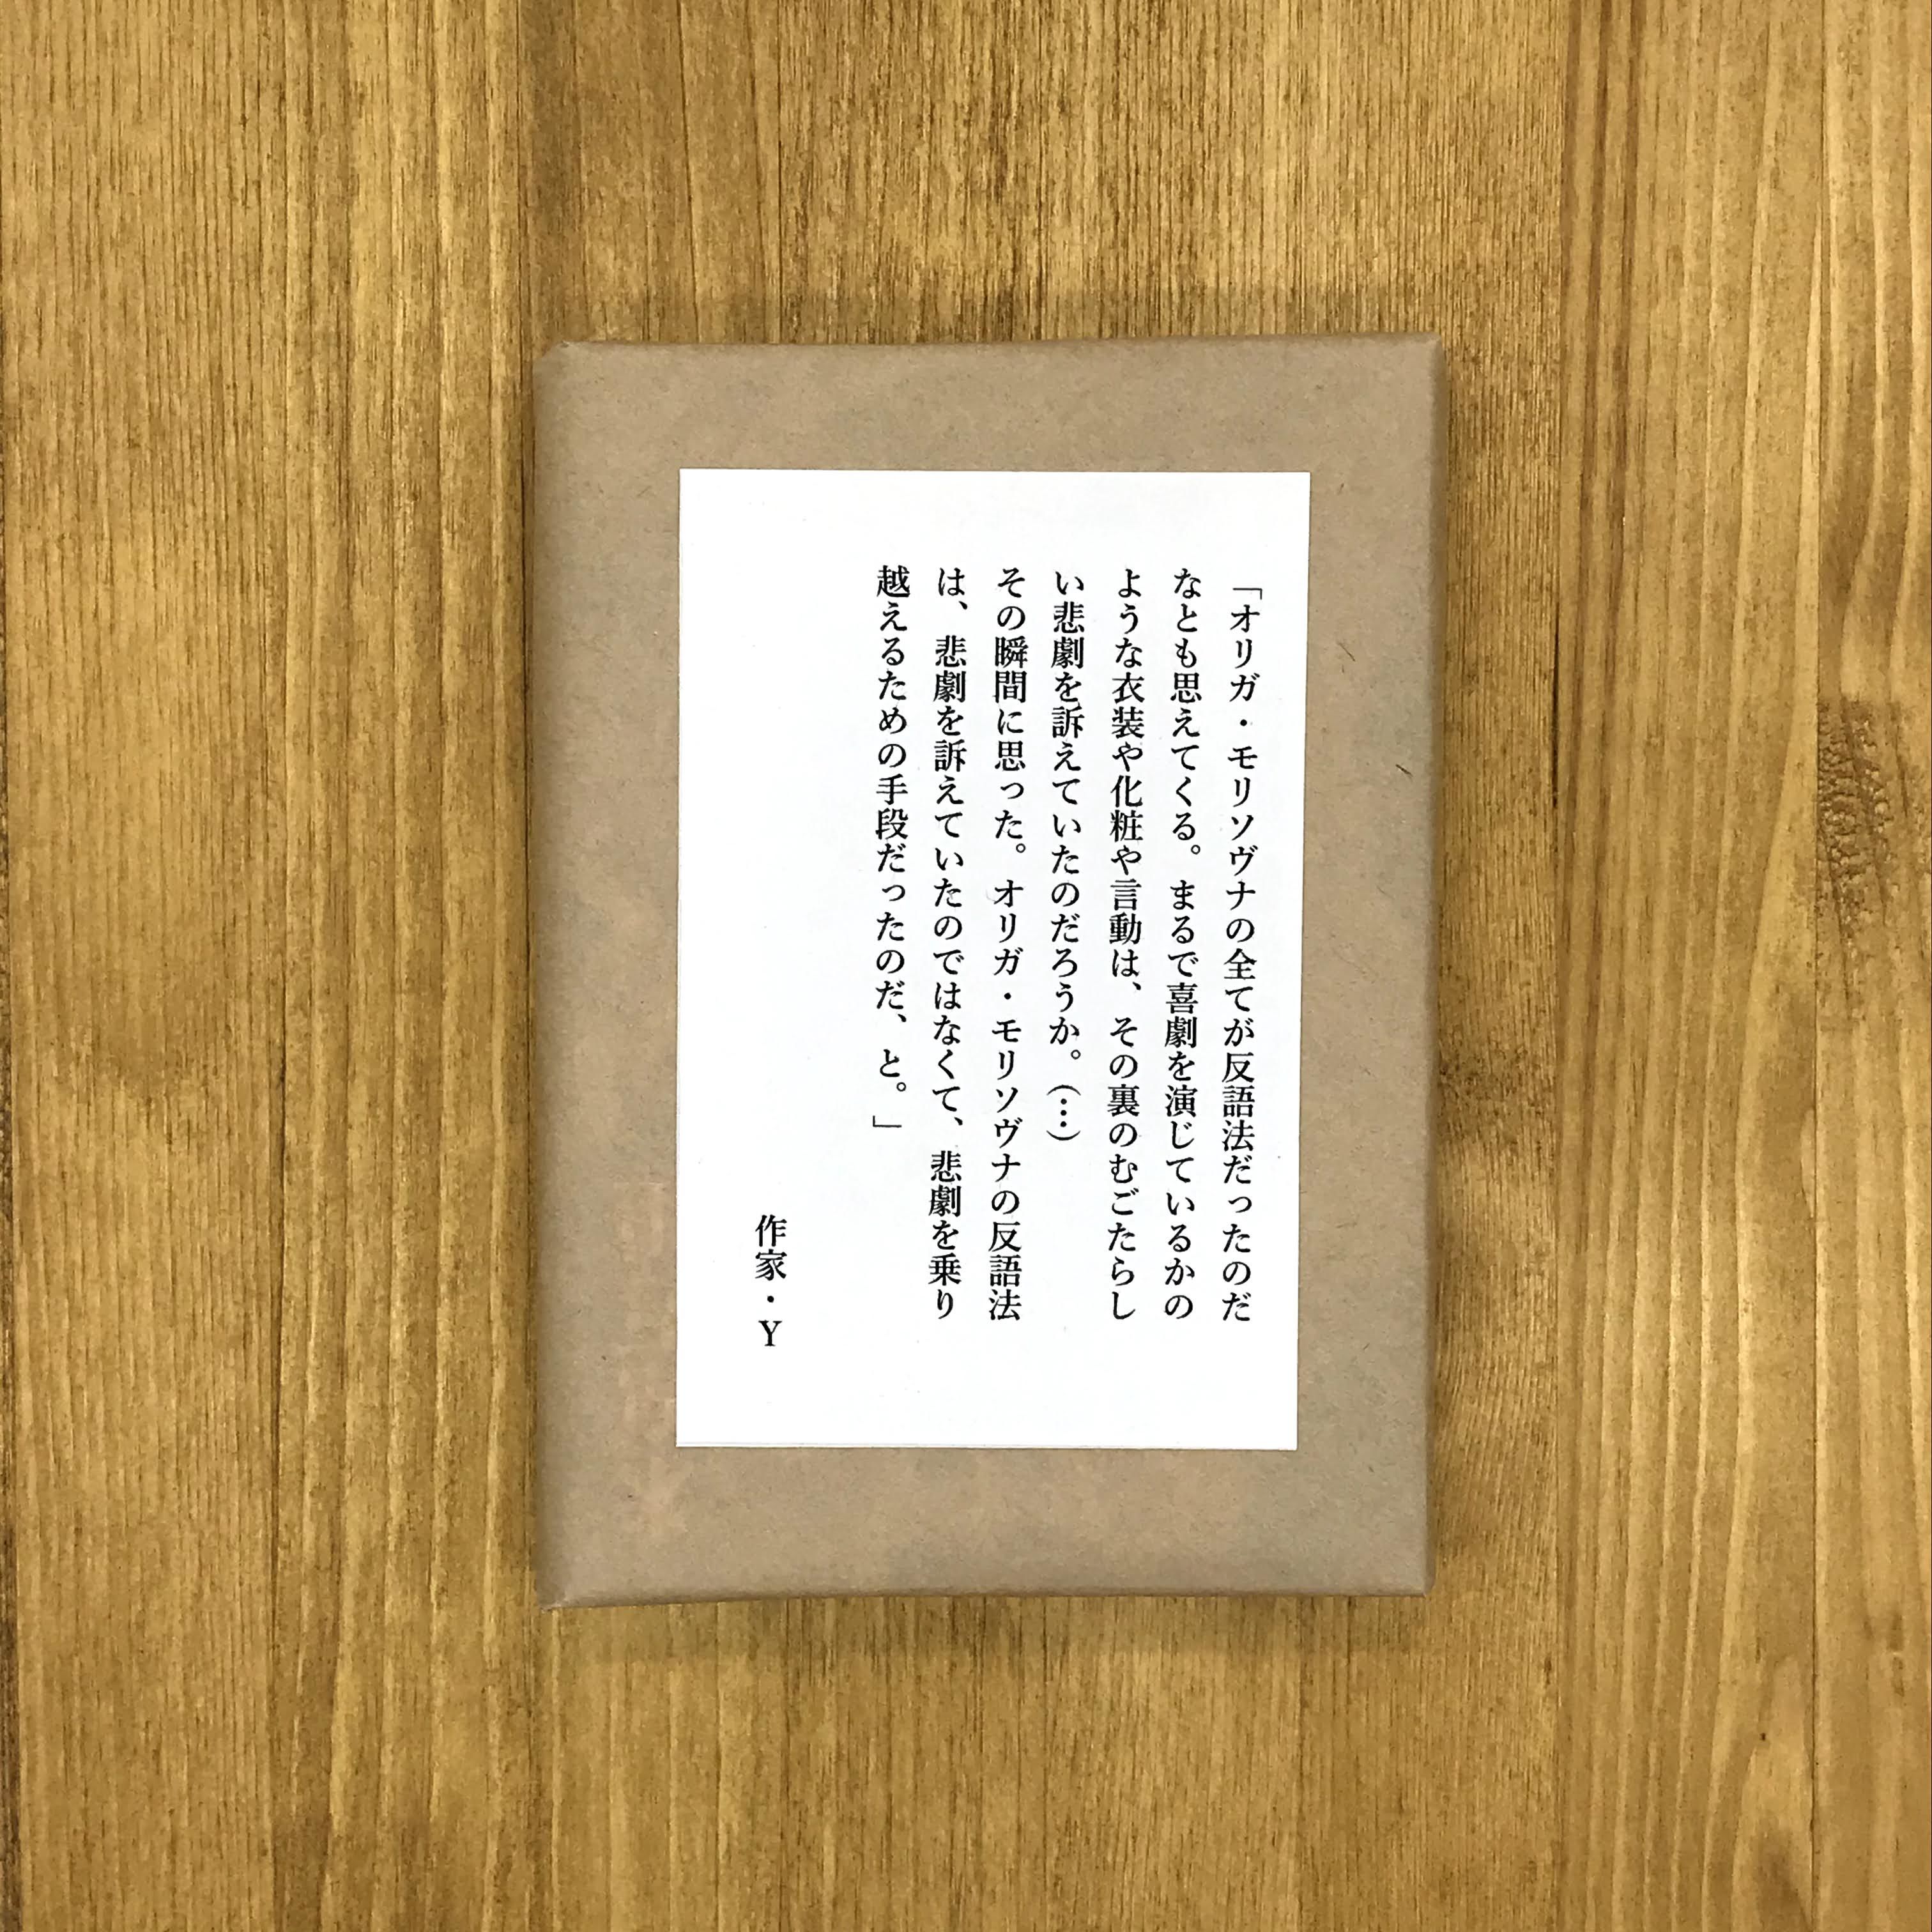 「オリガ・モリソヴナの全てが反語法だったのだ
なとも思えてくる。まるで喜劇を演じているかの
ような衣装や化粧や言動は、その裏のむごたらし
い悲劇を訴えていたのだろうか。（…）
その瞬間に思った。オリガ・モリソヴナの反語法
は、悲劇を訴えていたのではなくて、悲劇を乗り
越えるための手段だったのだ、と。」
作家・Y